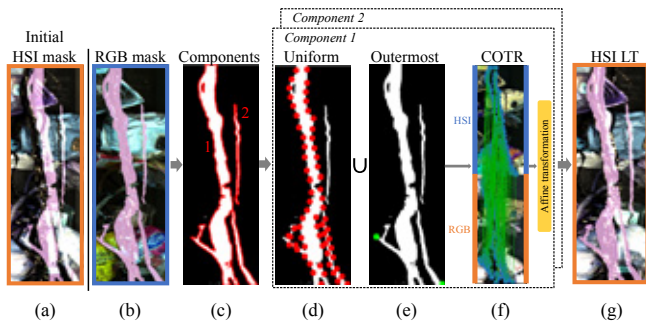 Component 2
Component 1
Initial
HSI mask
RGB mask
Components
Uniform
Outermost
COTR
HSI LT
1
2
∪
HSI
RGB
Affine transformation
(a)
(b)
(c)
(d)
(e)
(f)
(g)